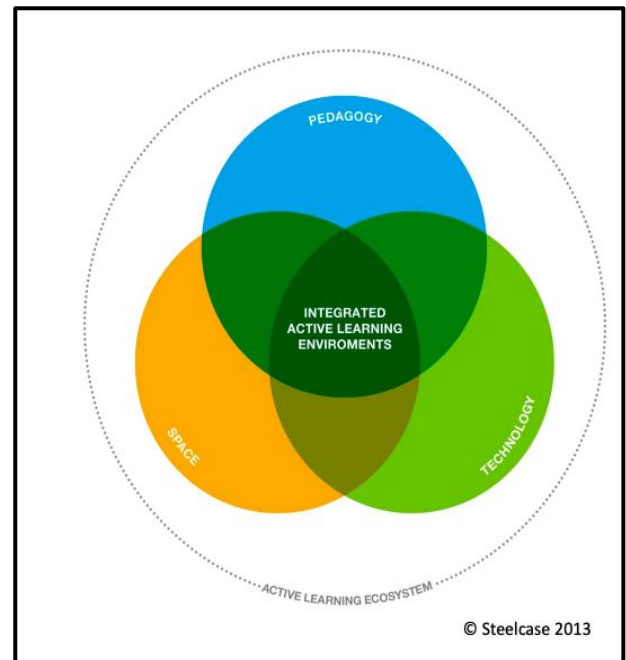 PEDAGOGY
INTEGRATED
ACTIVE LEARNING
ENVIROMENTS
SPACE
TECHNOLOGY
ACTIVE LEARNING ECOSYSTEM
© Steelcase 2013